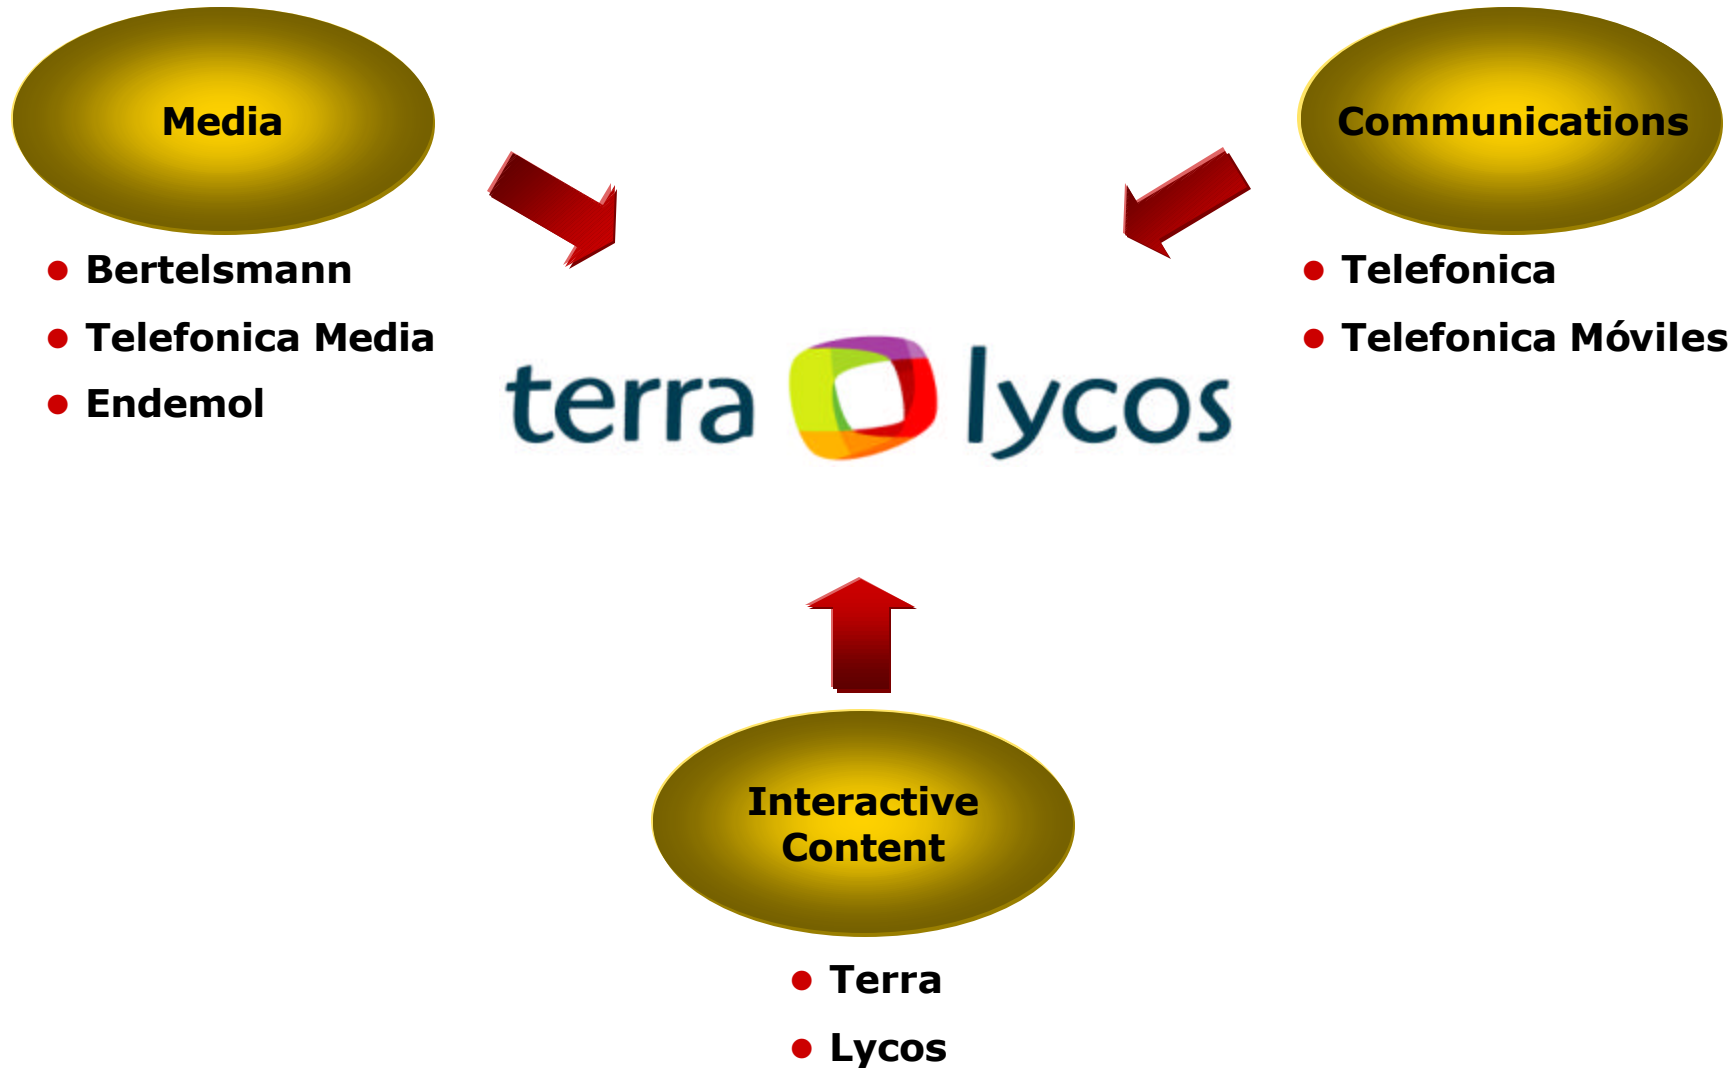 Media
Communications
• Bertelsmann
• Telefonica Media
• Endemol
• Telefonica
• Telefonica Móviles
terra lycos
Interactive
Content
• Terra
• Lycos